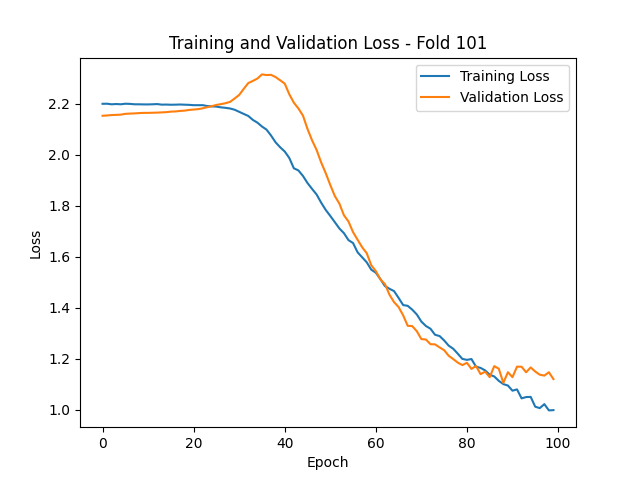 Training and Validation Loss - Fold 101
Training Loss
Validation Loss
Loss
2.2
2.0
1.8
1.6
1.4
1.2
1.0
0 20 40 60 80 100
Epoch